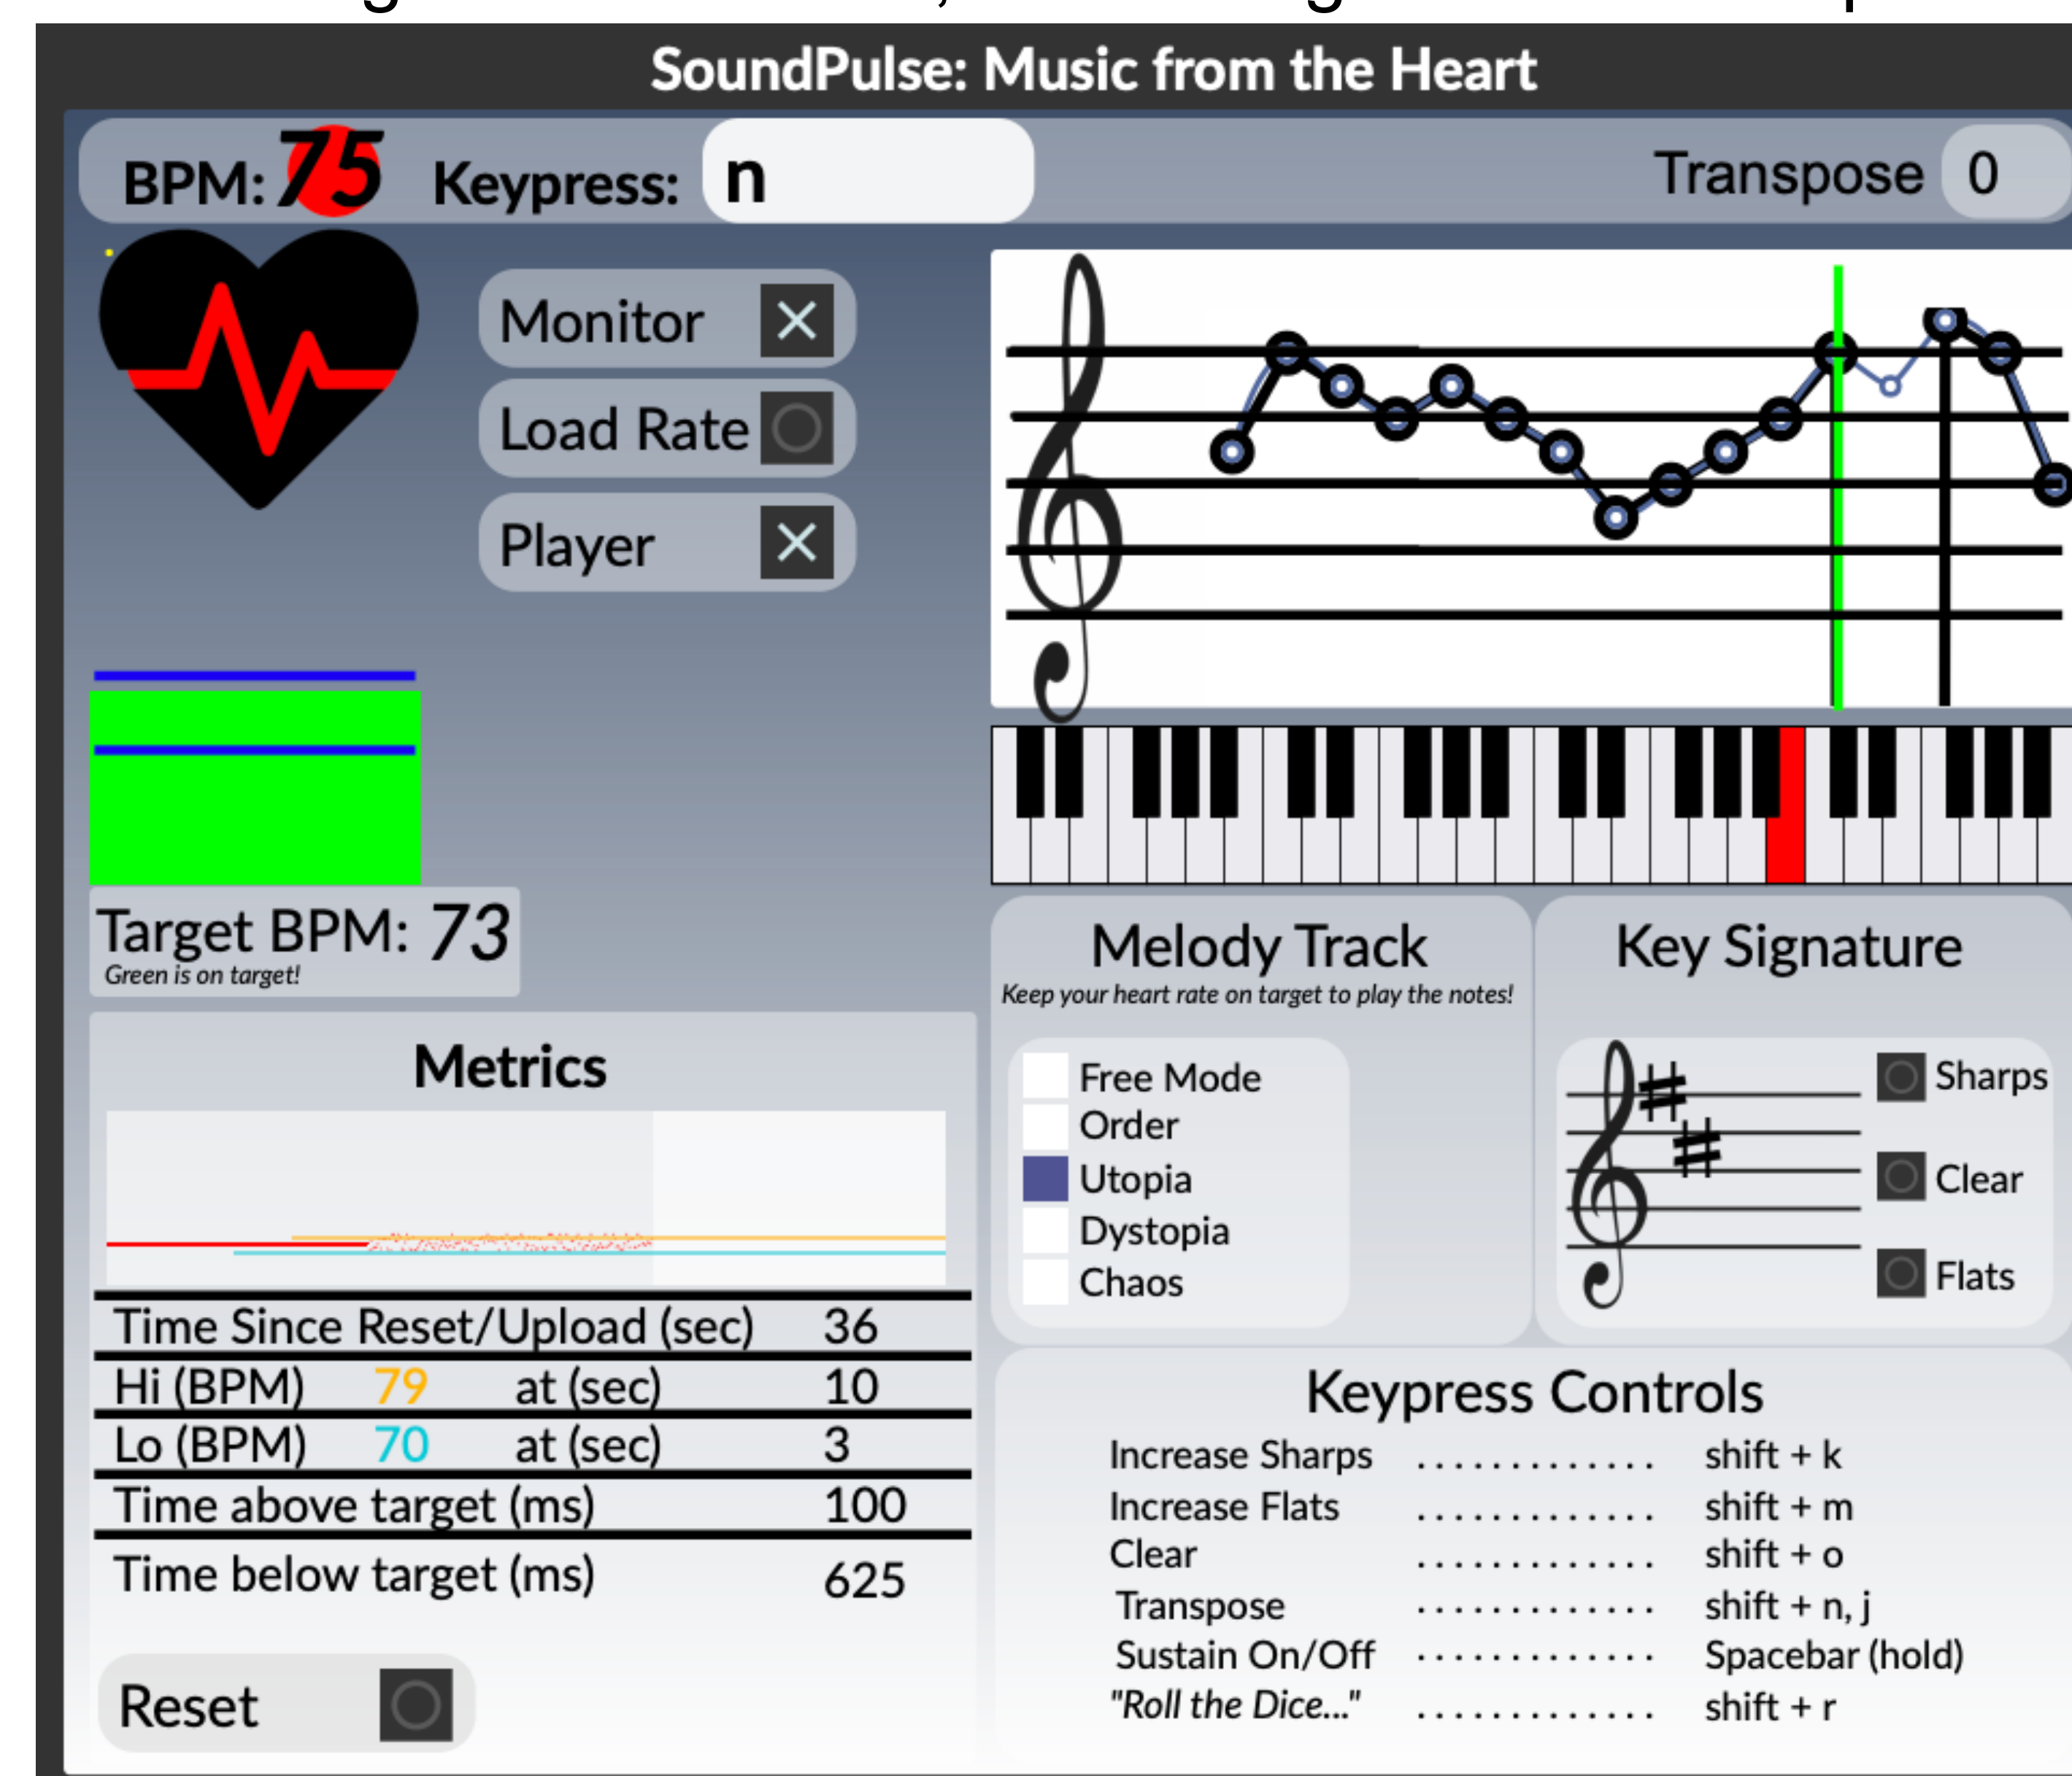 SoundPulse: Music from the Heart
BPM: 75 Keypress: n Transpose 0
Monitor
Load Rate
Player
Target BPM: 73
Green is on target!
Metrics
Time Since Reset/Upload (sec) 36
Hi (BPM) 79 at (sec) 10
Lo (BPM) 70 at (sec) 3
Time above target (ms) 100
Time below target (ms) 625
Reset
Melody Track
Keep your heart rate on target to play the notes!
Free Mode
Order
Utopia
Dystopia
Chaos
Key Signature
Sharps
Clear
Flats
Keypress Controls
Increase Sharps ............. shift + k
Increase Flats ............. shift + m
Clear ............. shift + o
Transpose ............. shift + n, j
Sustain On/Off ............. Spacebar (hold)
"Roll the Dice..." ............. shift + r